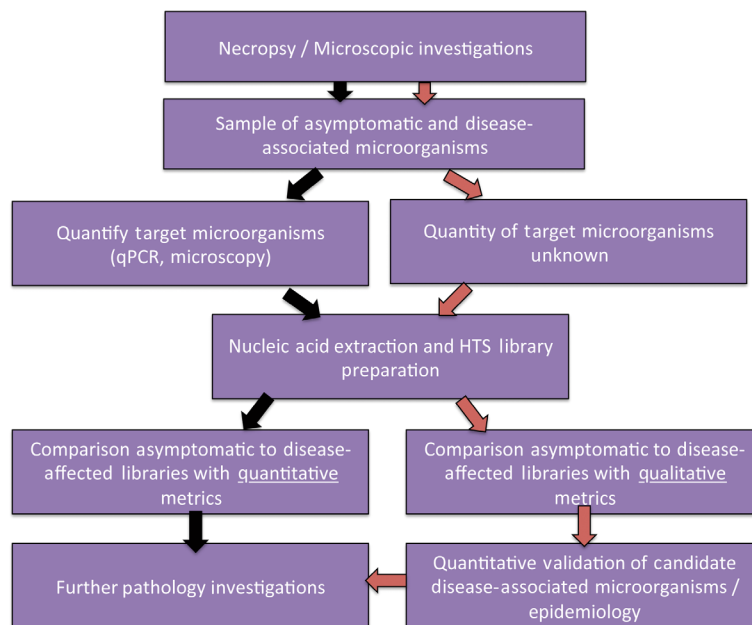 Necropsy / Microscopic investigations
Sample of asymptomatic and disease-
associated microorganisms
Quantify target microorganisms
(qPCR, microscopy)
Quantity of target microorganisms
unknown
Nucleic acid extraction and HTS library
preparation
Comparison asymptomatic to disease-
affected libraries with quantitative
metrics
Comparison asymptomatic to disease-
affected libraries with qualitative
metrics
Further pathology investigations
Quantitative validation of candidate
disease-associated microorganisms /
epidemiology